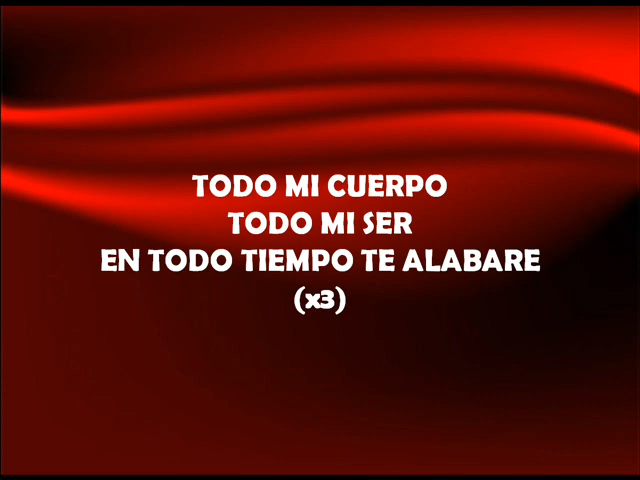 TODO MI CUERPO
TODO MI SER
EN TODO TIEMPO TE ALABARE
(x3)